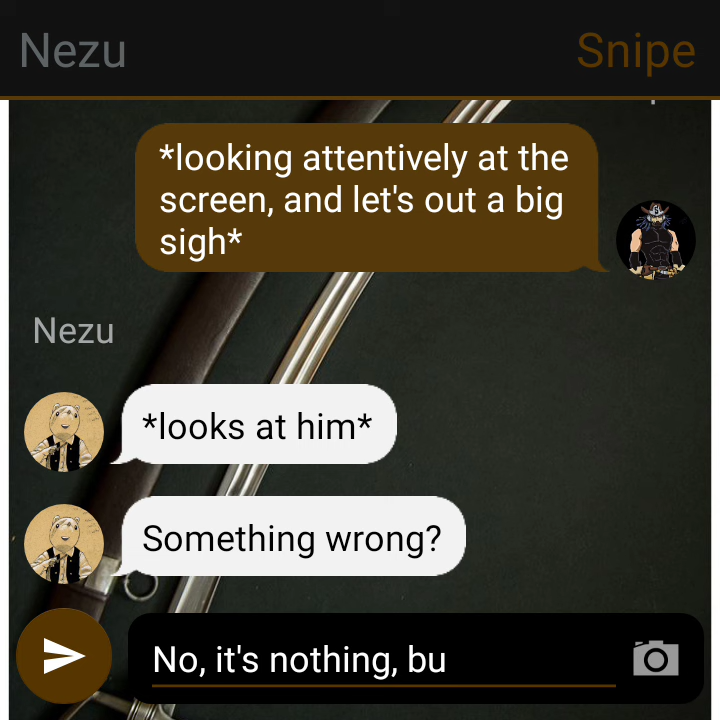 Nezu
Snipe
*looking attentively at the
screen, and let's out a big
sigh*
Nezu
*looks at him*
Something wrong?
No, it's nothing, bu